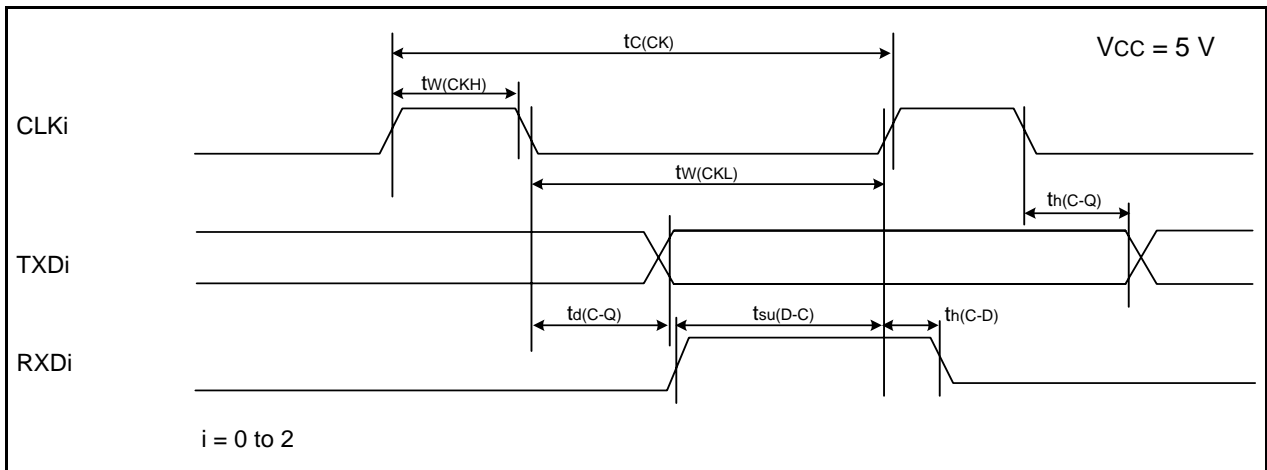 tC(CK)
VCC = 5 V
tW(CKH)
CLKi
tW(CKL)
th(C-Q)
TXDi
td(C-Q)
tsu(D-C)
th(C-D)
RXDi
i = 0 to 2